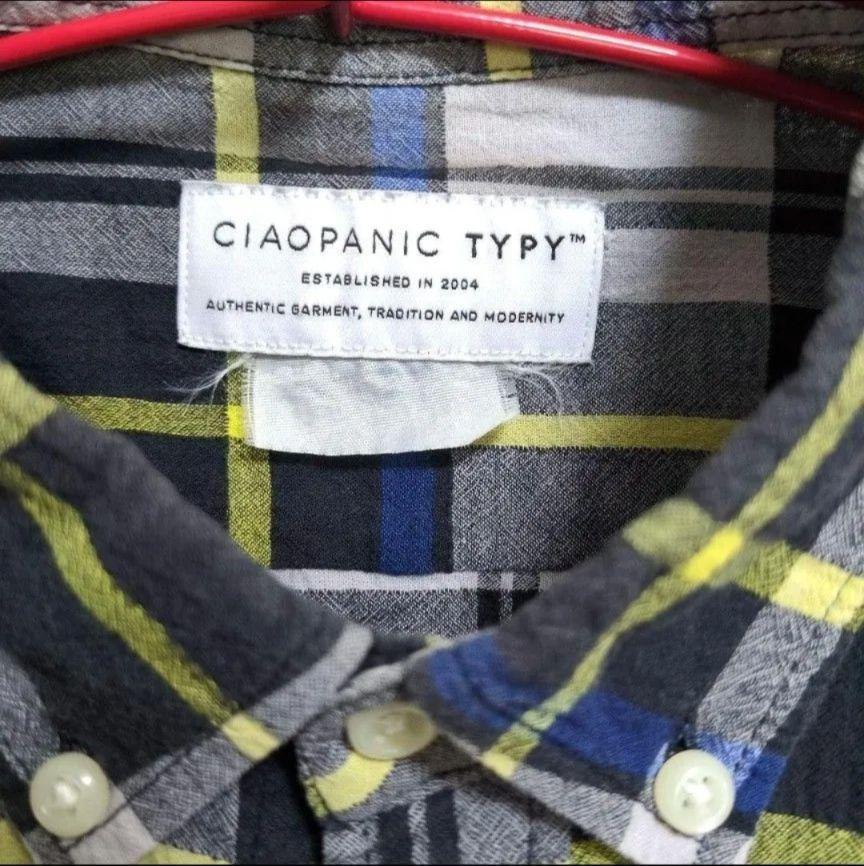 CIAOPANIC TYPY™
ESTABLISHED IN 2004
AUTHENTIC GARMENT, TRADITION AND MODERNITY